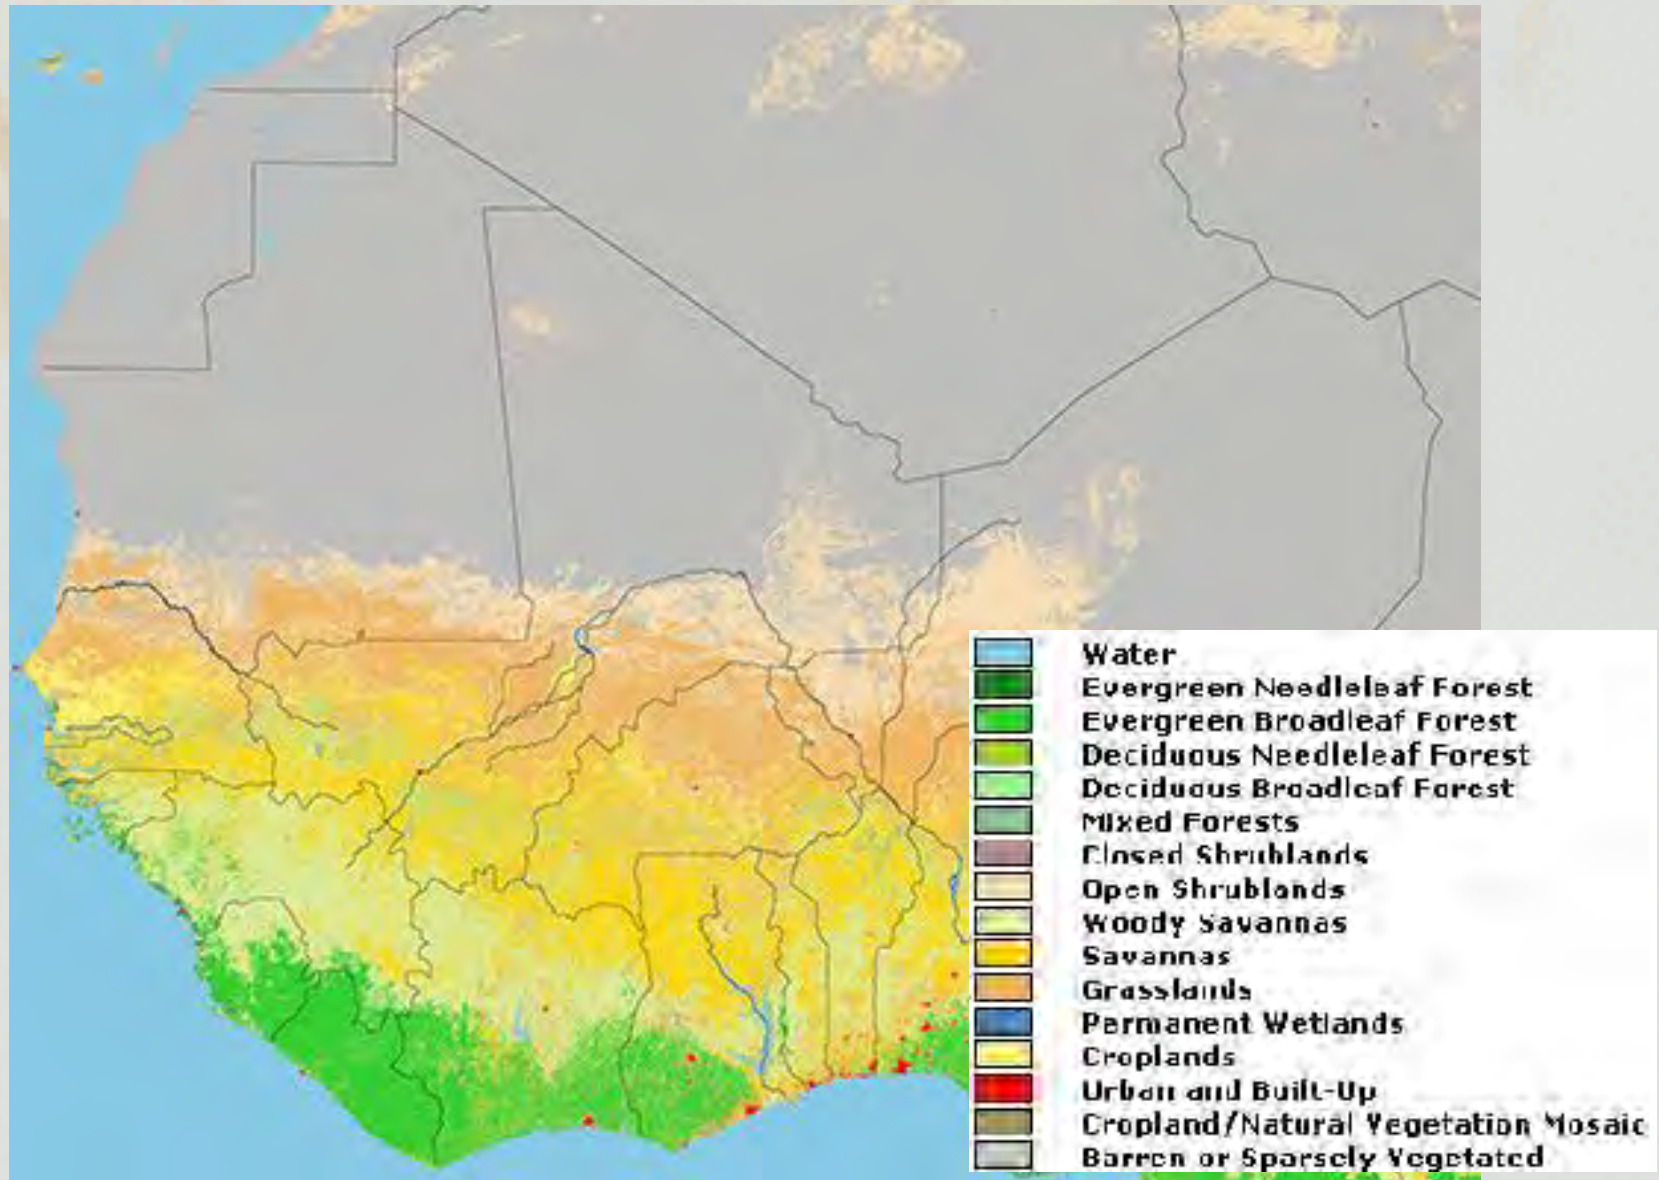 Water
Evergreen Needleleaf Forest
Evergreen Broadleaf Forest
Deciduous Needleleaf Forest
Deciduous Broadleaf Forest
Mixed Forests
Closed Shrublands
Open Shrublands
Woody Savannas
Savannas
Grasslands
Permanent Wetlands
Croplands
Urban and Built-Up
Cropland/Natural Vegetation Mosaic
Barren or Sparsely Vegetated